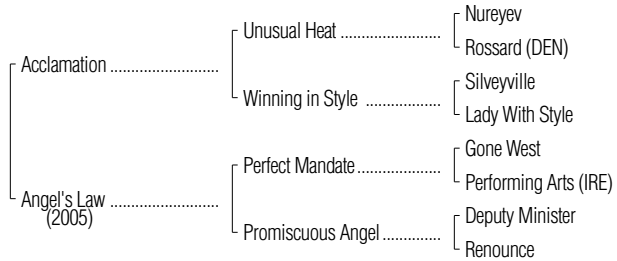 Nureyev
Unusual Heat ....................
Rossard (DEN)
Acclamation ..........................
Silveyville
Winning in Style ..................
Lady With Style
Gone West
Perfect Mandate....................
Performing Arts (IRE)
Angel's Law ..........................
(2005)
Deputy Minister
Promiscuous Angel..............
Renounce